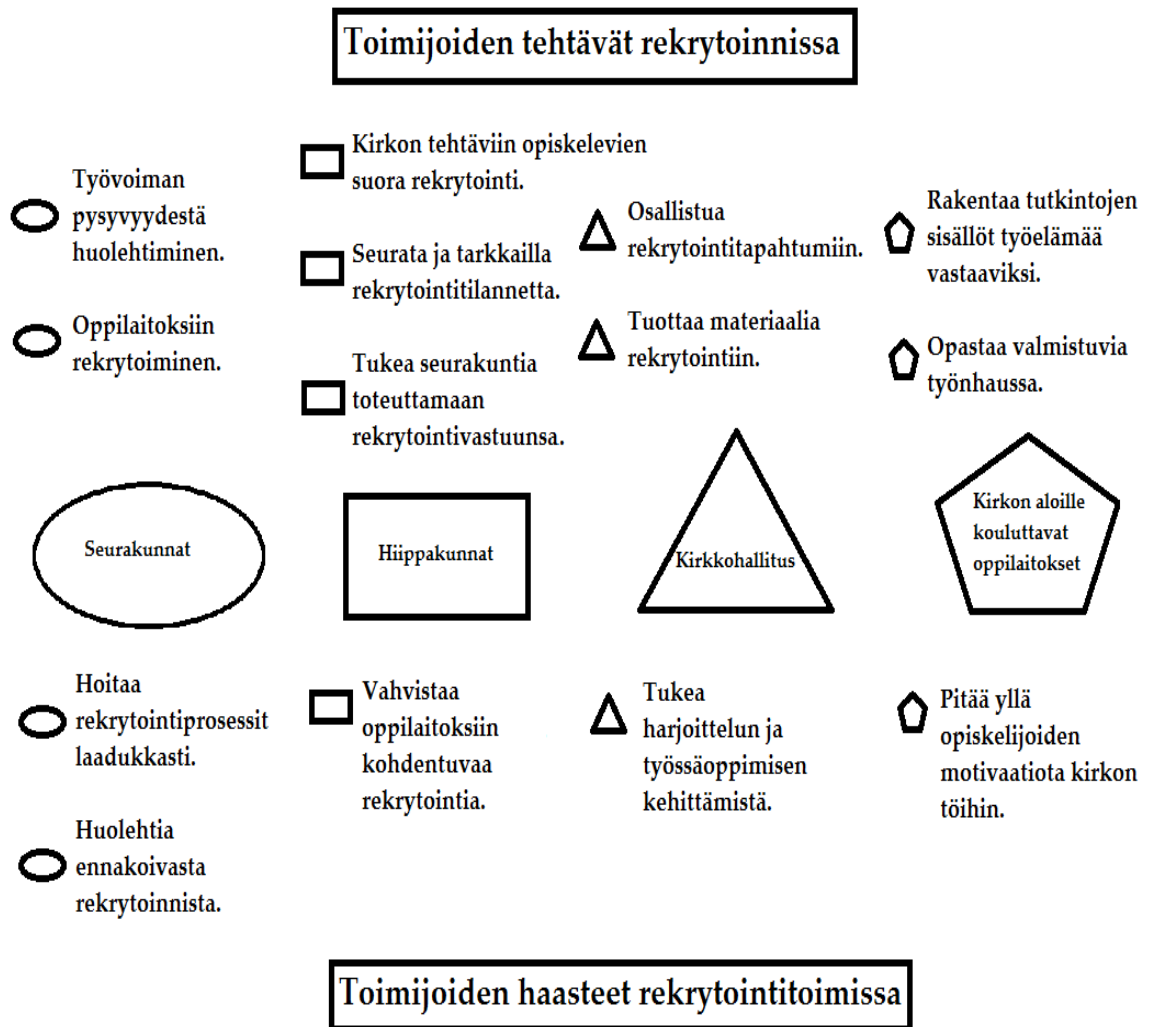 Toimijoiden tehtävät rekrytoinnissa
Työvoiman
pysyvyydestä
huolehtiminen.
Oppilaitoksiin
rekrytoiminen.
Kirkon tehtäviin opiskelevien
suora rekrytointi.
Seurata ja tarkkailla
rekrytointitilannetta.
Tukea seurakuntia
toteuttamaan
rekrytointivastuunsa.
Osallistua
rekrytointitapahtumiin.
Tuottaa materiaalia
rekrytointiin.
Rakentaa tutkintojen
sisällöt työelämää
vastaaviksi.
Opastaa valmistuvia
työnhaussa.
Seurakunnat
Hiippakunnat
Kirkkohallitus
Kirkon aloille
kouluttavat
oppilaitokset
Hoitaa
rekrytointiprosessit
laadukkasti.
Huolehtia
ennakoivasta
rekrytoinnista.
Vahvistaa
oppilaitoksiin
kohdentuvaa
rekrytointia.
Tukea
harjoittelun ja
työssäoppimisen
kehittämistä.
Pitää yllä
opiskelijoiden
motivaatiota kirkon
töihin.
Toimijoiden haasteet rekrytointitoimissa